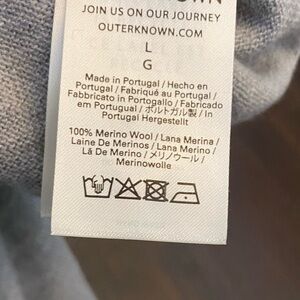 JOIN US ON OUR JOURNEY
OUTERKNOWN.COM
L
G
Made in Portugal / Hecho en
Portugal / Fabriqué au Portugal /
Fabbricato in Portogallo / Fabricado
em Portugual / ポルトガル製 / In
Portugal Hergestellt
100% Merino Wool / Lana Merina /
Laine De Merinos / Lana Merino /
Lã De Merino / メリノウール /
Merinowolle